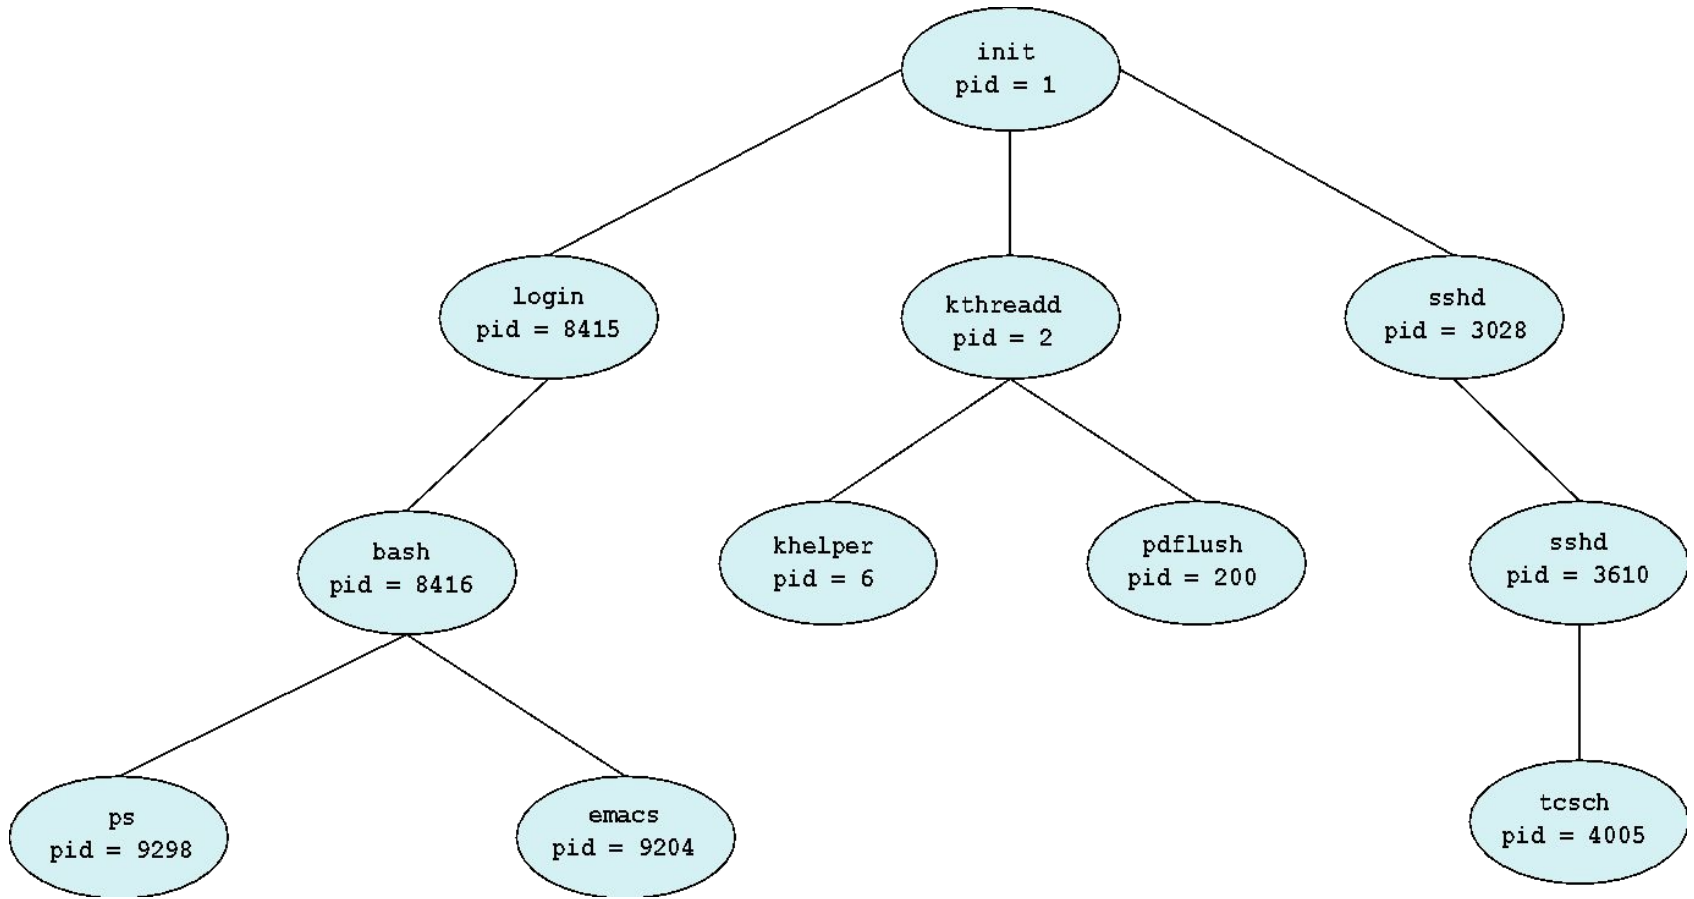 init
pid = 1
login
pid = 8415
kthreadd
pid = 2
sshd
pid = 3028
bash
pid = 8416
khelper
pid = 6
pdflush
pid = 200
sshd
pid = 3610
ps
pid = 9298
emacs
pid = 9204
tcsch
pid = 4005